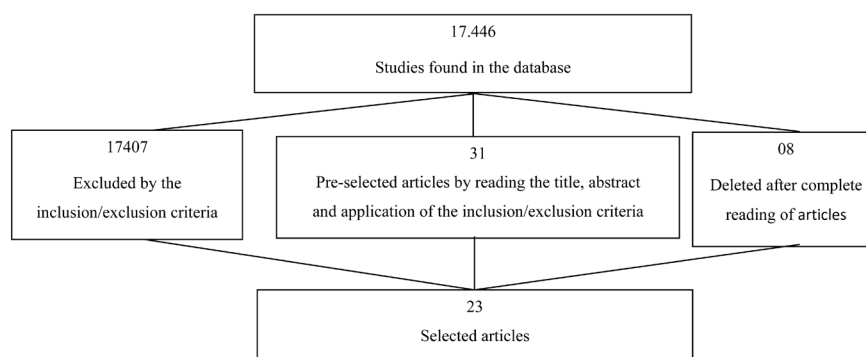 17.446
Studies found in the database
17407
Excluded by the
inclusion/exclusion criteria
31
Pre-selected articles by reading the title, abstract
and application of the inclusion/exclusion criteria
08
Deleted after complete
reading of articles
23
Selected articles